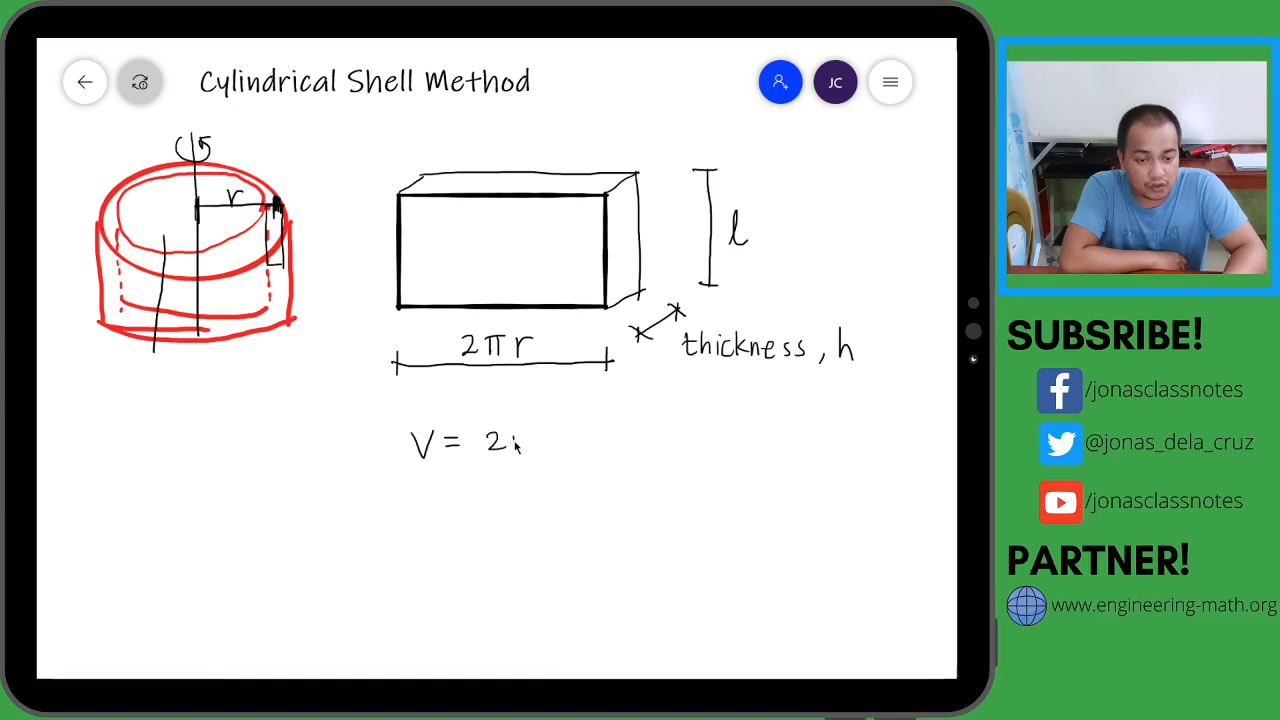 Cylindrical Shell Method
JC
r
l
2πr
thickness, h
V= 2
SUBSRIBE!
/jonasclassnotes
@jonas_dela_cruz
/jonasclassnotes
PARTNER!
www.engineering-math.org